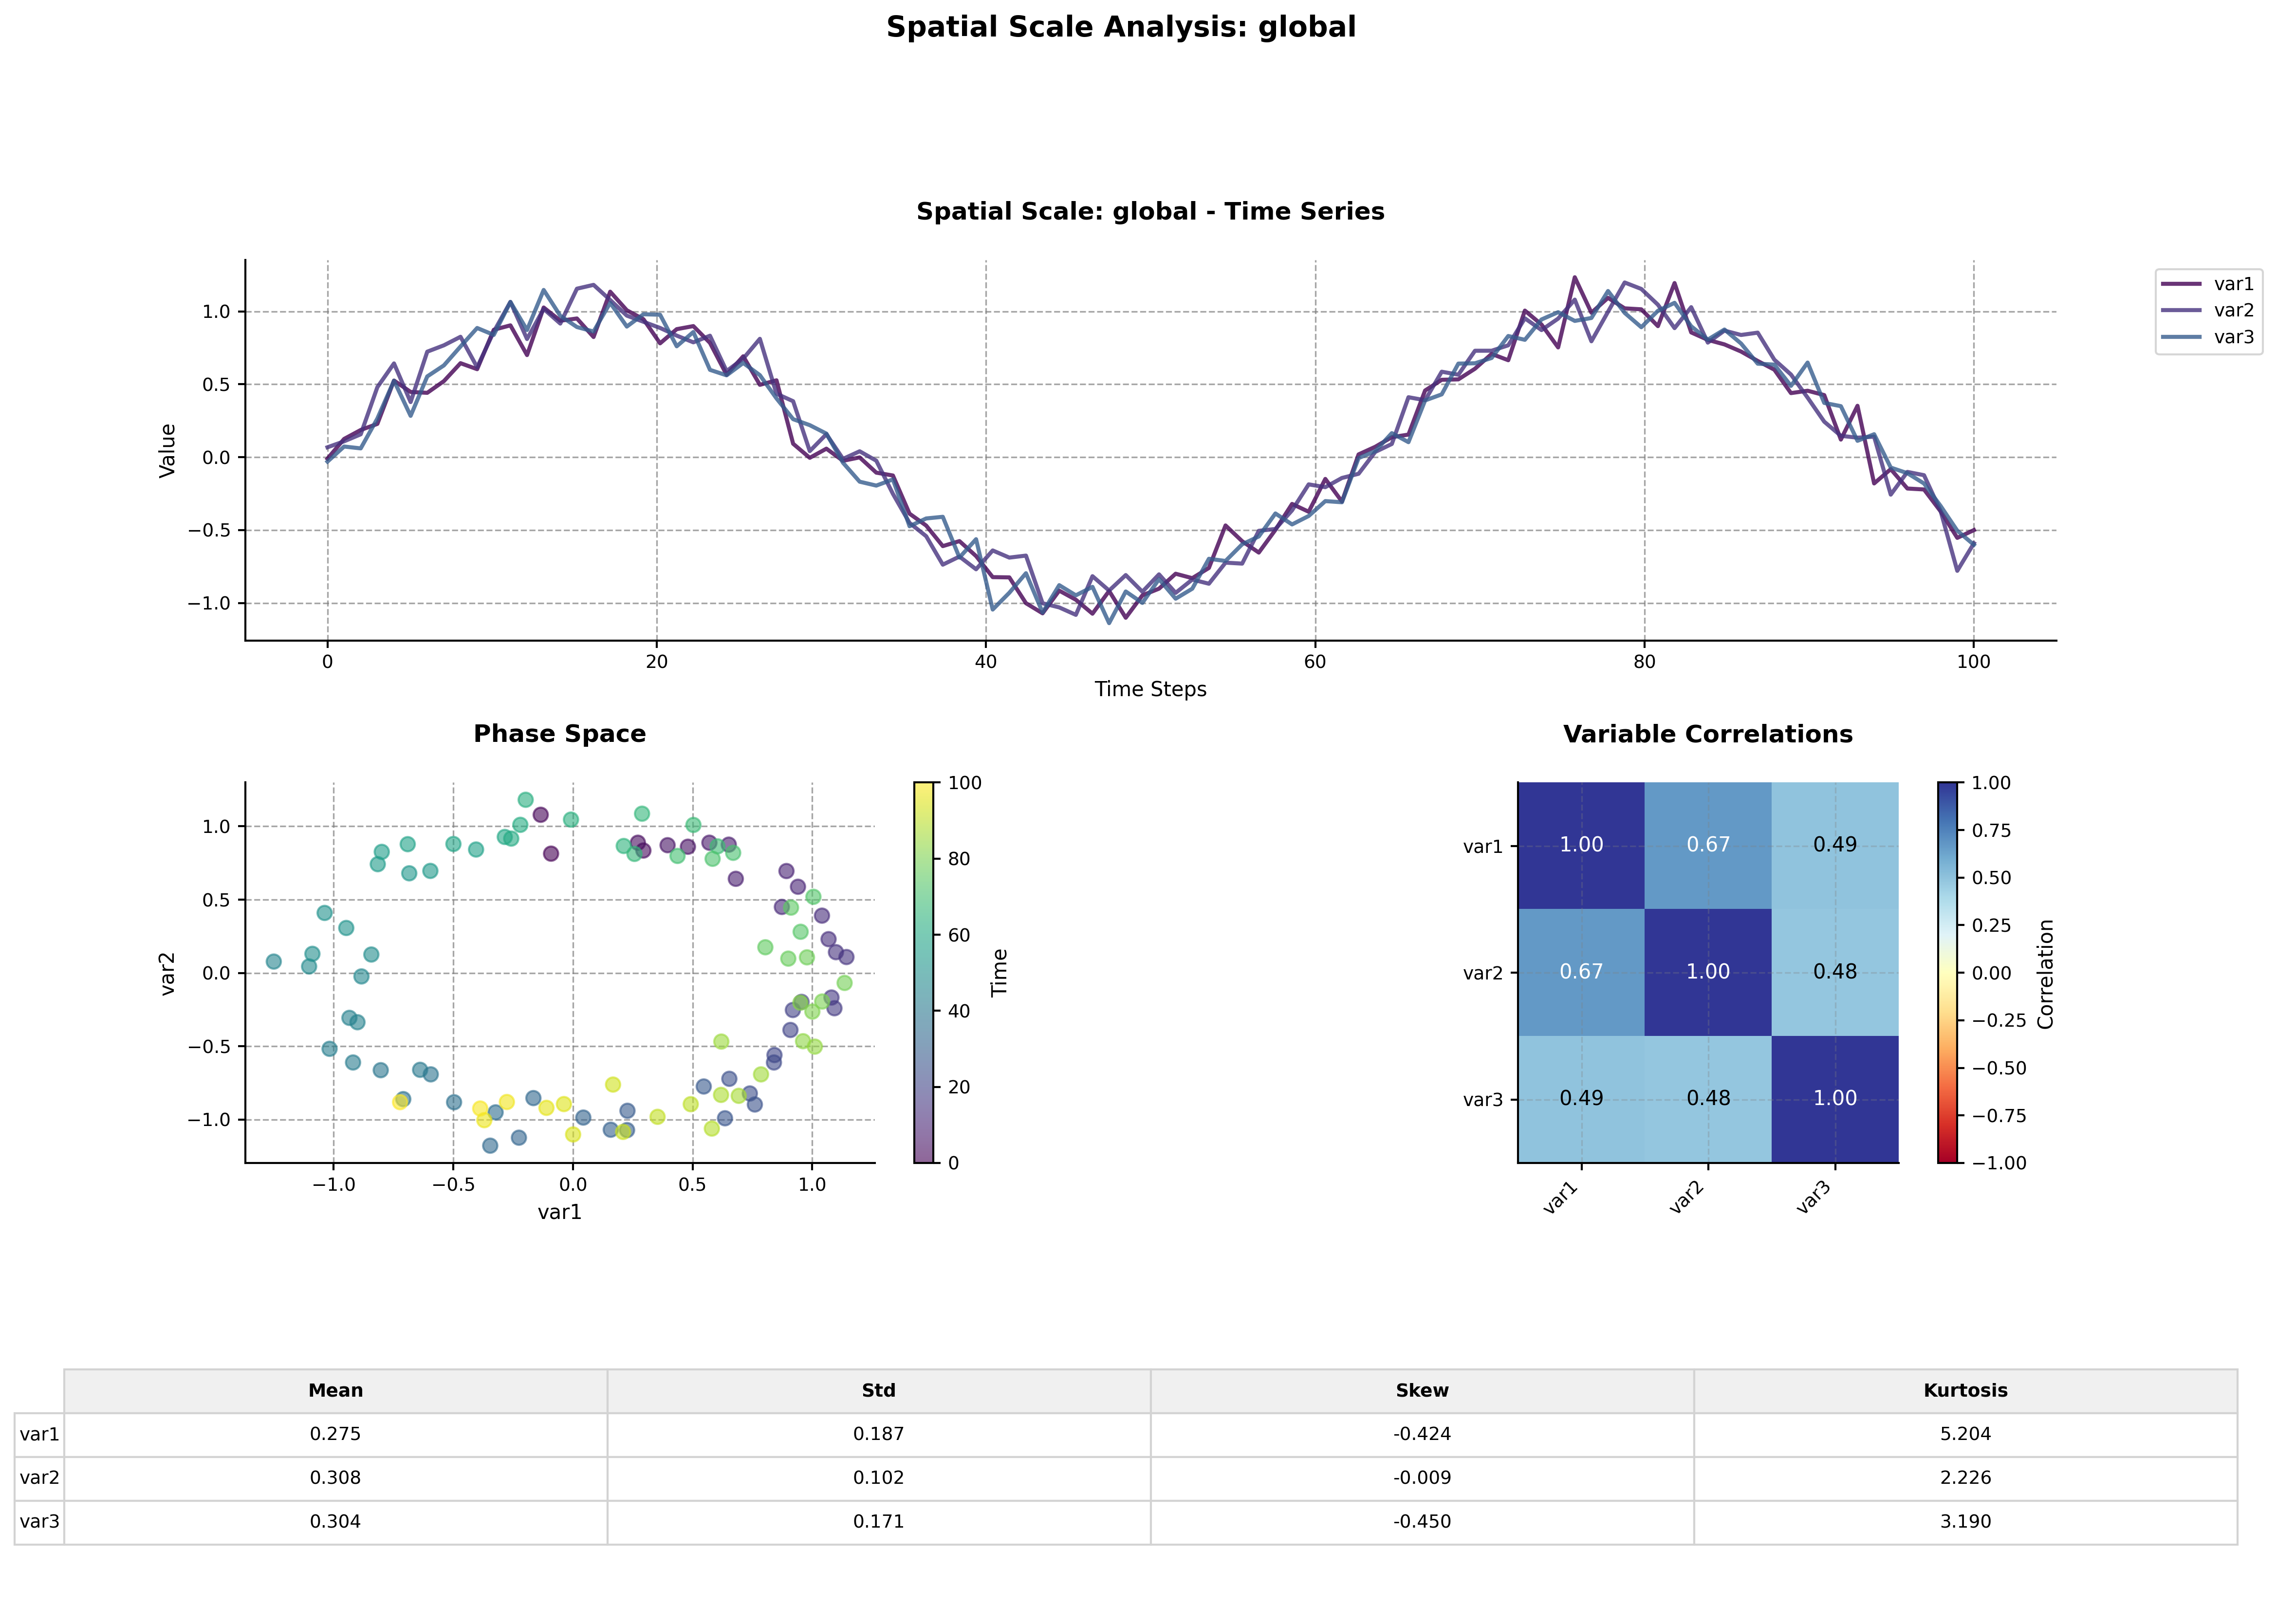 Spatial Scale Analysis: global
Spatial Scale: global - Time Series
Value
1.0
0.5
0.0
−0.5
−1.0
0 20 40 60 80 100
Time Steps
var1
var2
var3
Phase Space
var2
1.0
0.5
0.0
−0.5
−1.0
−1.0 −0.5 0.0 0.5 1.0
var1
100
80
60
40
20
0
Time
Variable Correlations
var1 1.00 0.67 0.49
var2 0.67 1.00 0.48
var3 0.49 0.48 1.00
var1 var2 var3
1.00
0.75
0.50
0.25
0.00
−0.25
−0.50
−0.75
−1.00
Correlation
Mean Std Skew Kurtosis
var1 0.275 0.187 -0.424 5.204
var2 0.308 0.102 -0.009 2.226
var3 0.304 0.171 -0.450 3.190